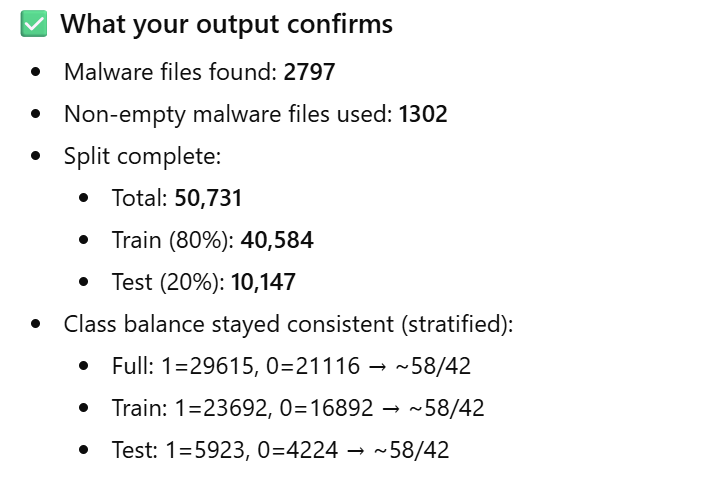 ✅ What your output confirms
• Malware files found: 2797
• Non-empty malware files used: 1302
• Split complete:
• Total: 50,731
• Train (80%): 40,584
• Test (20%): 10,147
• Class balance stayed consistent (stratified):
• Full: 1=29615, 0=21116 → ~58/42
• Train: 1=23692, 0=16892 → ~58/42
• Test: 1=5923, 0=4224 → ~58/42